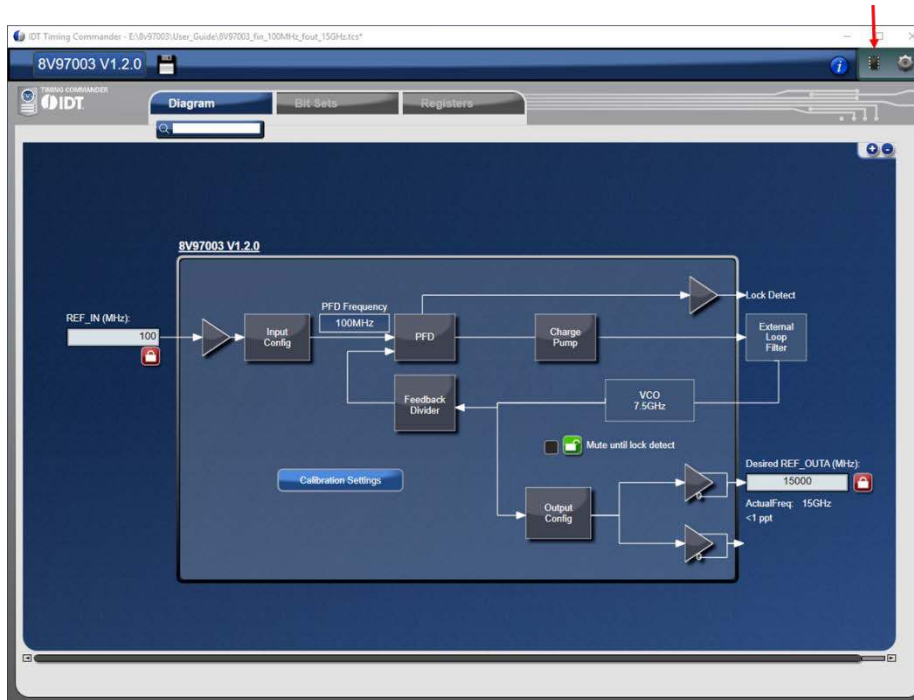 IDT Timing Commander - E:\8v97003\User_Guide\8V97003_fin_100MHz_fout_15GHz.tcs*
8V97003 V1.2.0
TIMING COMMANDER
IDT
Diagram
Bit Sets
Registers
8V97003 V1.2.0
Lock Detect
REF_IN (MHz):
100
Input
Config
PFD Frequency
100MHz
PFD
Charge
Pump
External
Loop
Filter
Feedback
Divider
VCO
7.5GHz
Mute until lock detect
Calibration Settings
Output
Config
Desired REF_OUTA (MHz):
15000
ActualFreq: 15GHz
<1 ppt